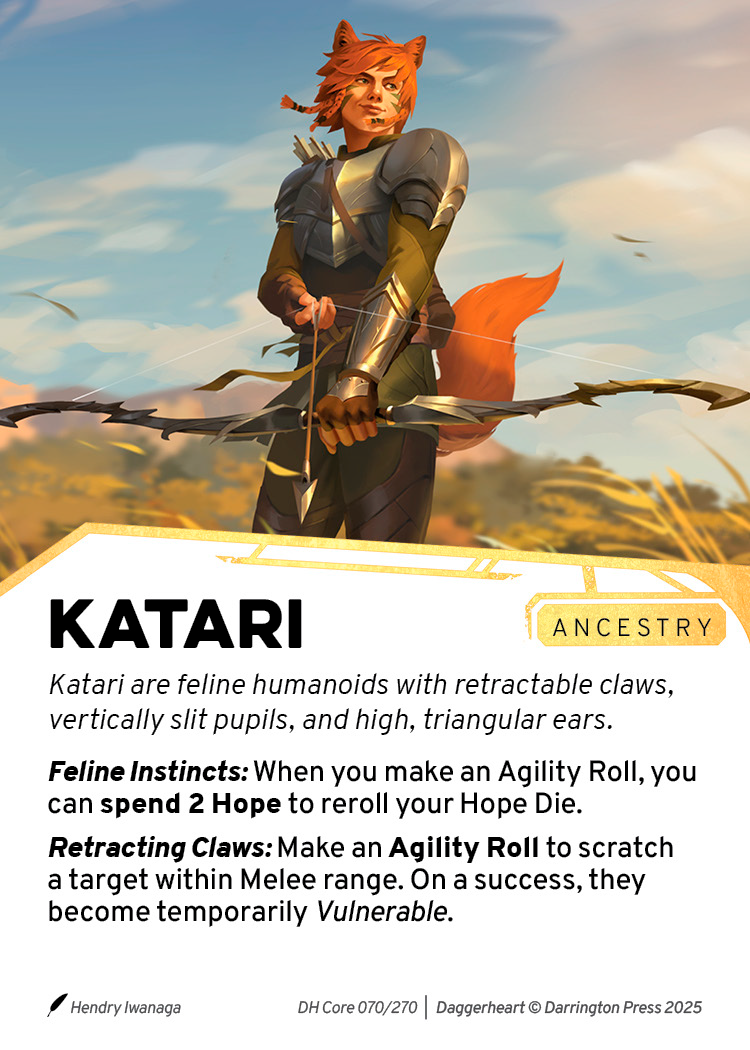 KATARI
ANCESTRY
Katari are feline humanoids with retractable claws,
vertically slit pupils, and high, triangular ears.
Feline Instincts: When you make an Agility Roll, you
can spend 2 Hope to reroll your Hope Die.
Retracting Claws: Make an Agility Roll to scratch
a target within Melee range. On a success, they
become temporarily Vulnerable.
Hendry Iwanaga
DH Core 070/270 | Daggerheart © Darrington Press 2025